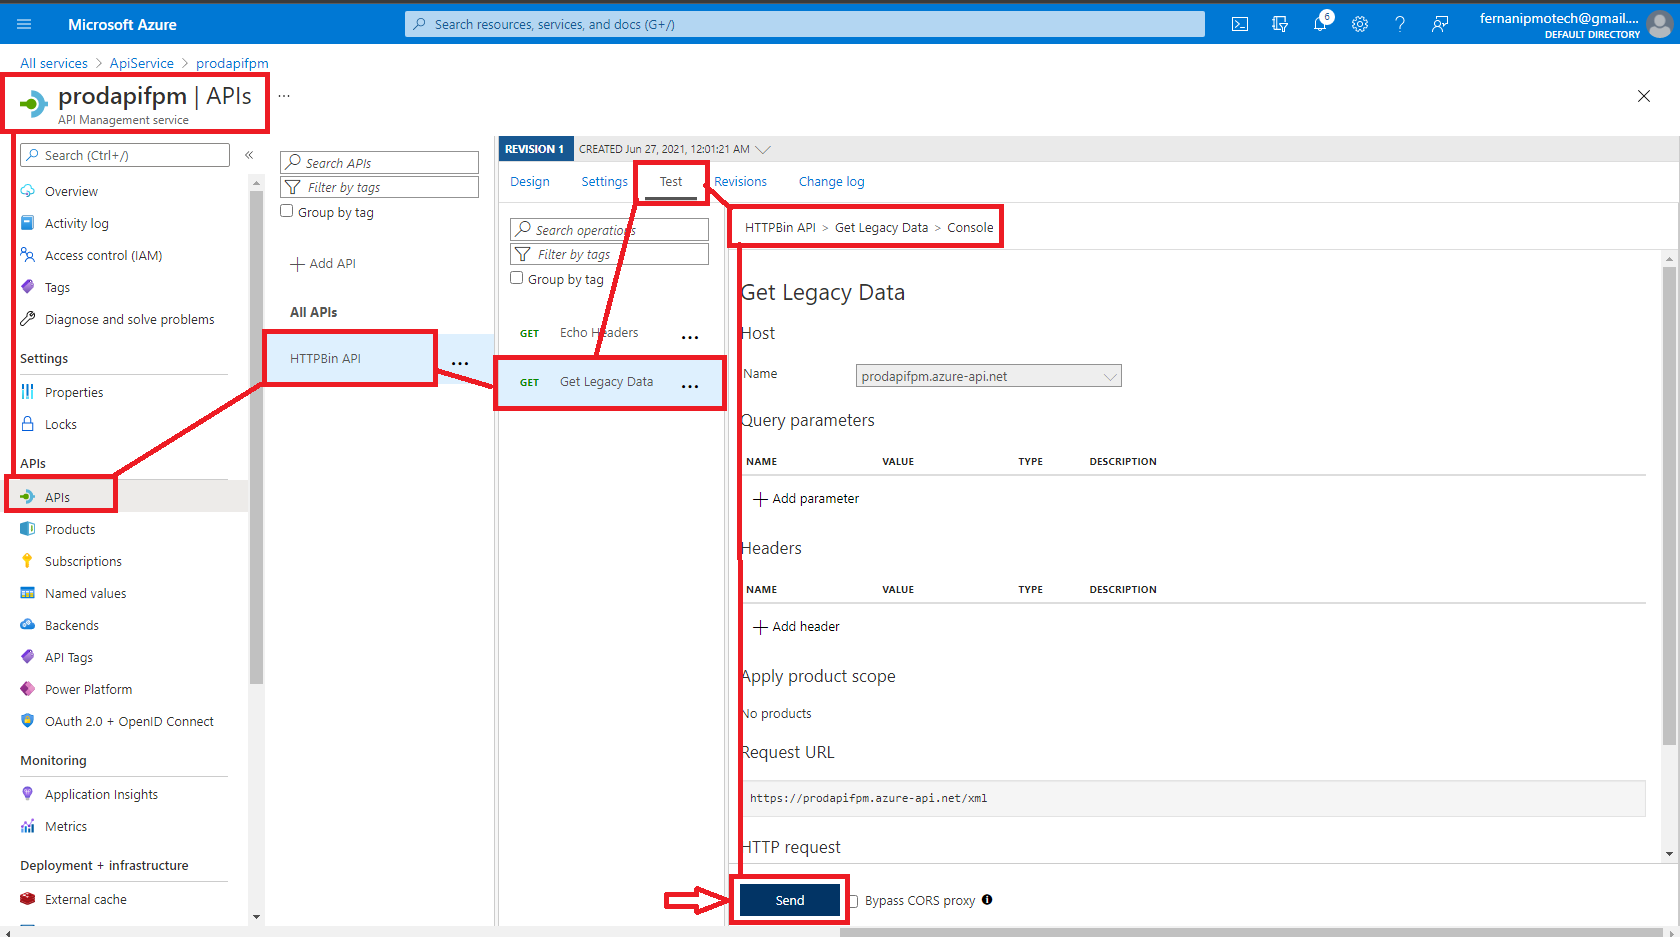 Microsoft Azure
Search resources, services, and docs (G+/)
6
fernanipmotech@gmail....
DEFAULT DIRECTORY
All services > ApiService > prodapifpm
prodapifpm | APIs
...
API Management service
Search (Ctrl+/)
«
Overview
Activity log
Access control (IAM)
Tags
Diagnose and solve problems
Settings
Properties
Locks
APIs
APIs
Products
Subscriptions
Named values
Backends
API Tags
Power Platform
OAuth 2.0 + OpenID Connect
Monitoring
Application Insights
Metrics
Deployment + infrastructure
External cache
Search APIs
Filter by tags
Group by tag
+ Add API
All APIs
HTTPBin API
...
REVISION 1
CREATED Jun 27, 2021, 12:01:21 AM
Design
Settings
Test
Revisions
Change log
Search operations
Filter by tags
Group by tag
GET Echo Headers ...
GET Get Legacy Data ...
HTTPBin API > Get Legacy Data > Console
Get Legacy Data
Host
Name
prodapifpm.azure-api.net
Query parameters
NAME VALUE TYPE DESCRIPTION
+ Add parameter
Headers
NAME VALUE TYPE DESCRIPTION
+ Add header
Apply product scope
No products
Request URL
https://prodapifpm.azure-api.net/xml
HTTP request
Send
Bypass CORS proxy